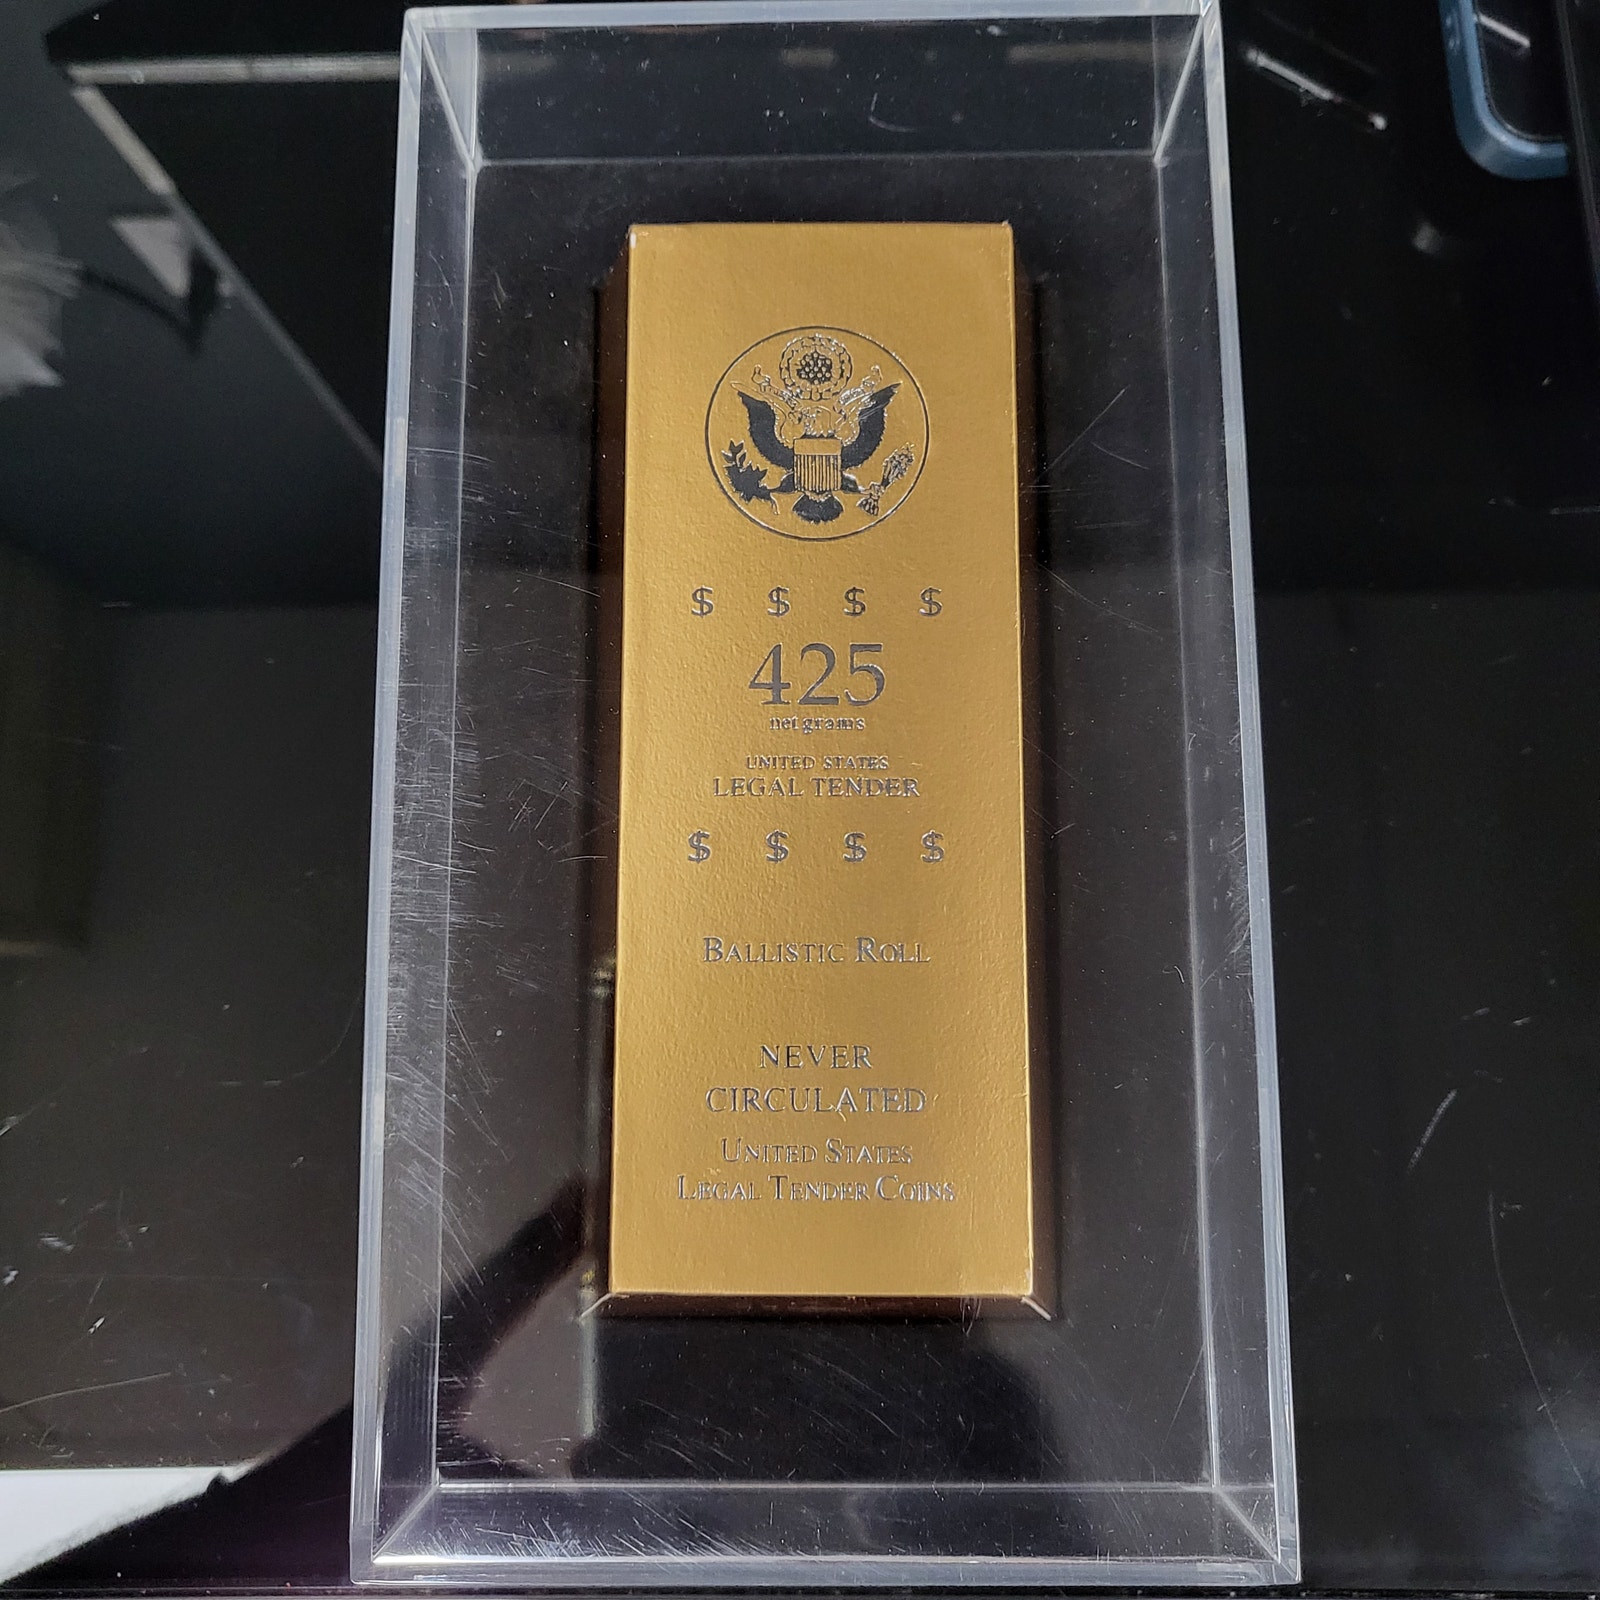 $ $ $ $
425
net grams
UNITED STATES
LEGAL TENDER
$ $ $ $
BALLISTIC ROLL
NEVER
CIRCULATED
UNITED STATES
LEGAL TENDER COINS